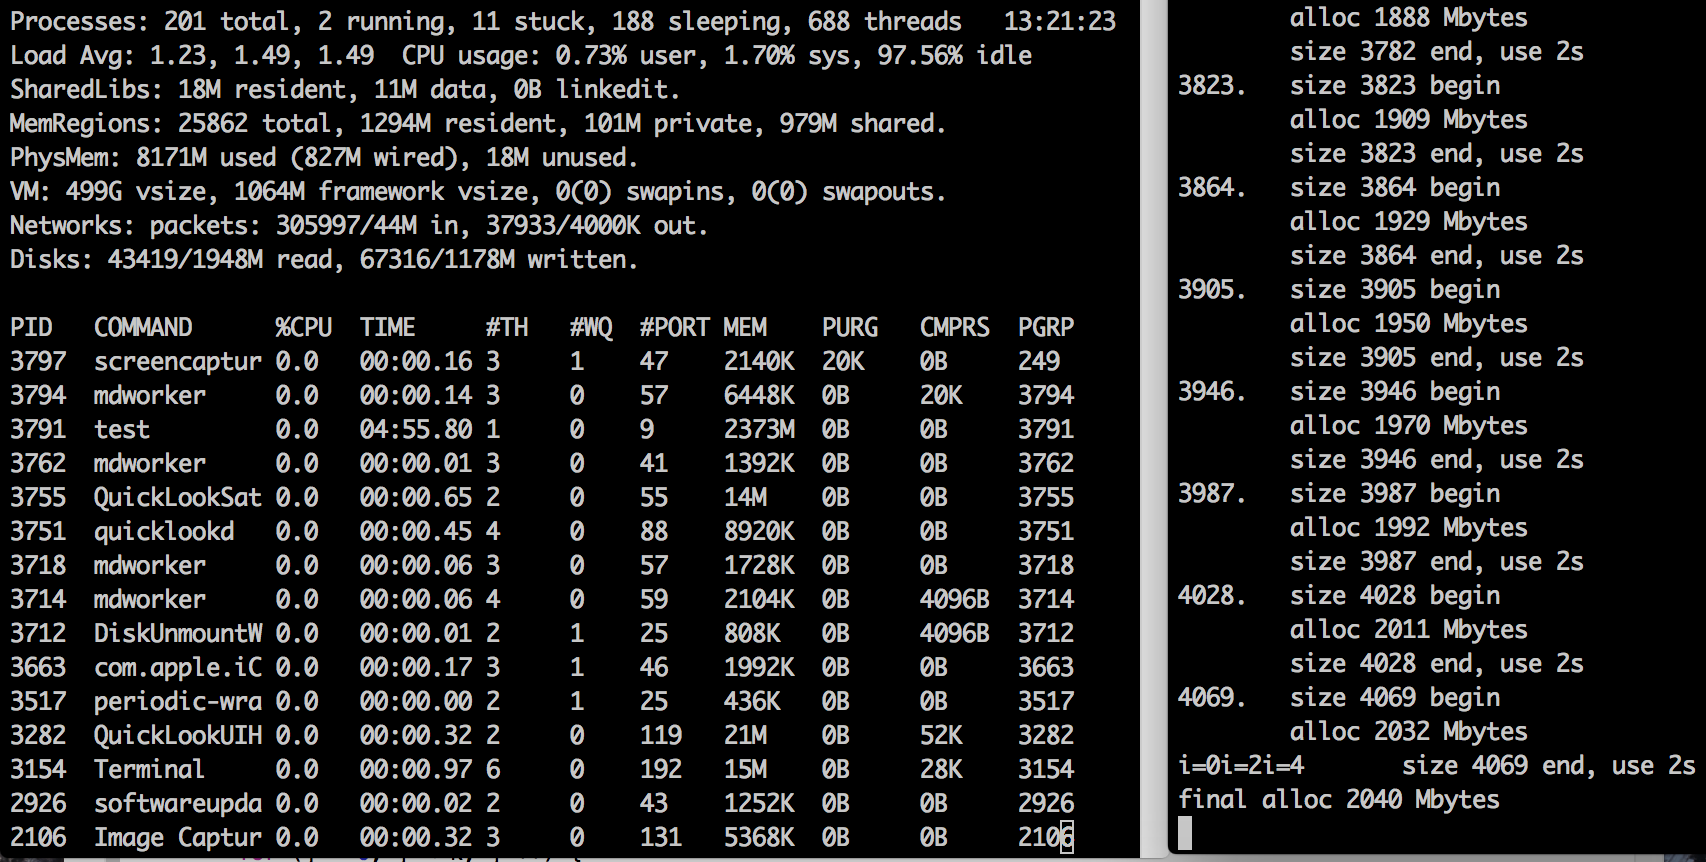 Processes: 201 total, 2 running, 11 stuck, 188 sleeping, 688 threads   13:21:23
Load Avg: 1.23, 1.49, 1.49  CPU usage: 0.73% user, 1.70% sys, 97.56% idle
SharedLibs: 18M resident, 11M data, 0B linkedit.
MemRegions: 25862 total, 1294M resident, 101M private, 979M shared.
PhysMem: 8171M used (827M wired), 18M unused.
VM: 499G vsize, 1064M framework vsize, 0(0) swapins, 0(0) swapouts.
Networks: packets: 305997/44M in, 37933/4000K out.
Disks: 43419/1948M read, 67316/1178M written.
PID   COMMAND      %CPU  TIME     #TH   #WQ  #PORT MEM    PURG   CMPRS  PGRP
3797  screencaptur 0.0   00:00.16 3     1    47    2140K  20K    0B     249
3794  mdworker     0.0   00:00.14 3     0    57    6448K  0B     20K    3794
3791  test         0.0   04:55.80 1     0    9     2373M  0B     0B     3791
3762  mdworker     0.0   00:00.01 3     0    41    1392K  0B     0B     3762
3755  QuickLookSat 0.0   00:00.65 2     0    55    14M    0B     0B     3755
3751  quicklookd   0.0   00:00.45 4     0    88    8920K  0B     0B     3751
3718  mdworker     0.0   00:00.06 3     0    57    1728K  0B     0B     3718
3714  mdworker     0.0   00:00.06 4     0    59    2104K  0B     4096B  3714
3712  DiskUnmountW 0.0   00:00.01 2     1    25    808K   0B     4096B  3712
3663  com.apple.iC 0.0   00:00.17 3     1    46    1992K  0B     0B     3663
3517  periodic-wra 0.0   00:00.00 2     1    25    436K   0B     0B     3517
3282  QuickLookUIH 0.0   00:00.32 2     0    119   21M    0B     52K    3282
3154  Terminal     0.0   00:00.97 6     0    192   15M    0B     28K    3154
2926  softwareupda 0.0   00:00.02 2     0    43    1252K  0B     0B     2926
2106  Image Captur 0.0   00:00.32 3     0    131   5368K  0B     0B     2106
alloc 1888 Mbytes
size 3782 end, use 2s
3823.   size 3823 begin
alloc 1909 Mbytes
size 3823 end, use 2s
3864.   size 3864 begin
alloc 1929 Mbytes
size 3864 end, use 2s
3905.   size 3905 begin
alloc 1950 Mbytes
size 3905 end, use 2s
3946.   size 3946 begin
alloc 1970 Mbytes
size 3946 end, use 2s
3987.   size 3987 begin
alloc 1992 Mbytes
size 3987 end, use 2s
4028.   size 4028 begin
alloc 2011 Mbytes
size 4028 end, use 2s
4069.   size 4069 begin
alloc 2032 Mbytes
i=0i=2i=4       size 4069 end, use 2s
final alloc 2040 Mbytes